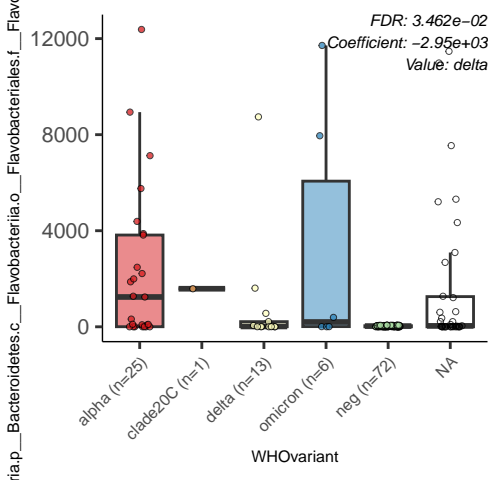 FDR: 3.462e−02
Coefficient: −2.95e+03
Value: delta
ria.p__Bacteroidetes.c__Flavobacteriia.o__Flavobacteriales.f__Flavo
12000
8000
4000
0
alpha (n=25)
clade20C (n=1)
delta (n=13)
omicron (n=6)
neg (n=72)
NA
WHOvariant